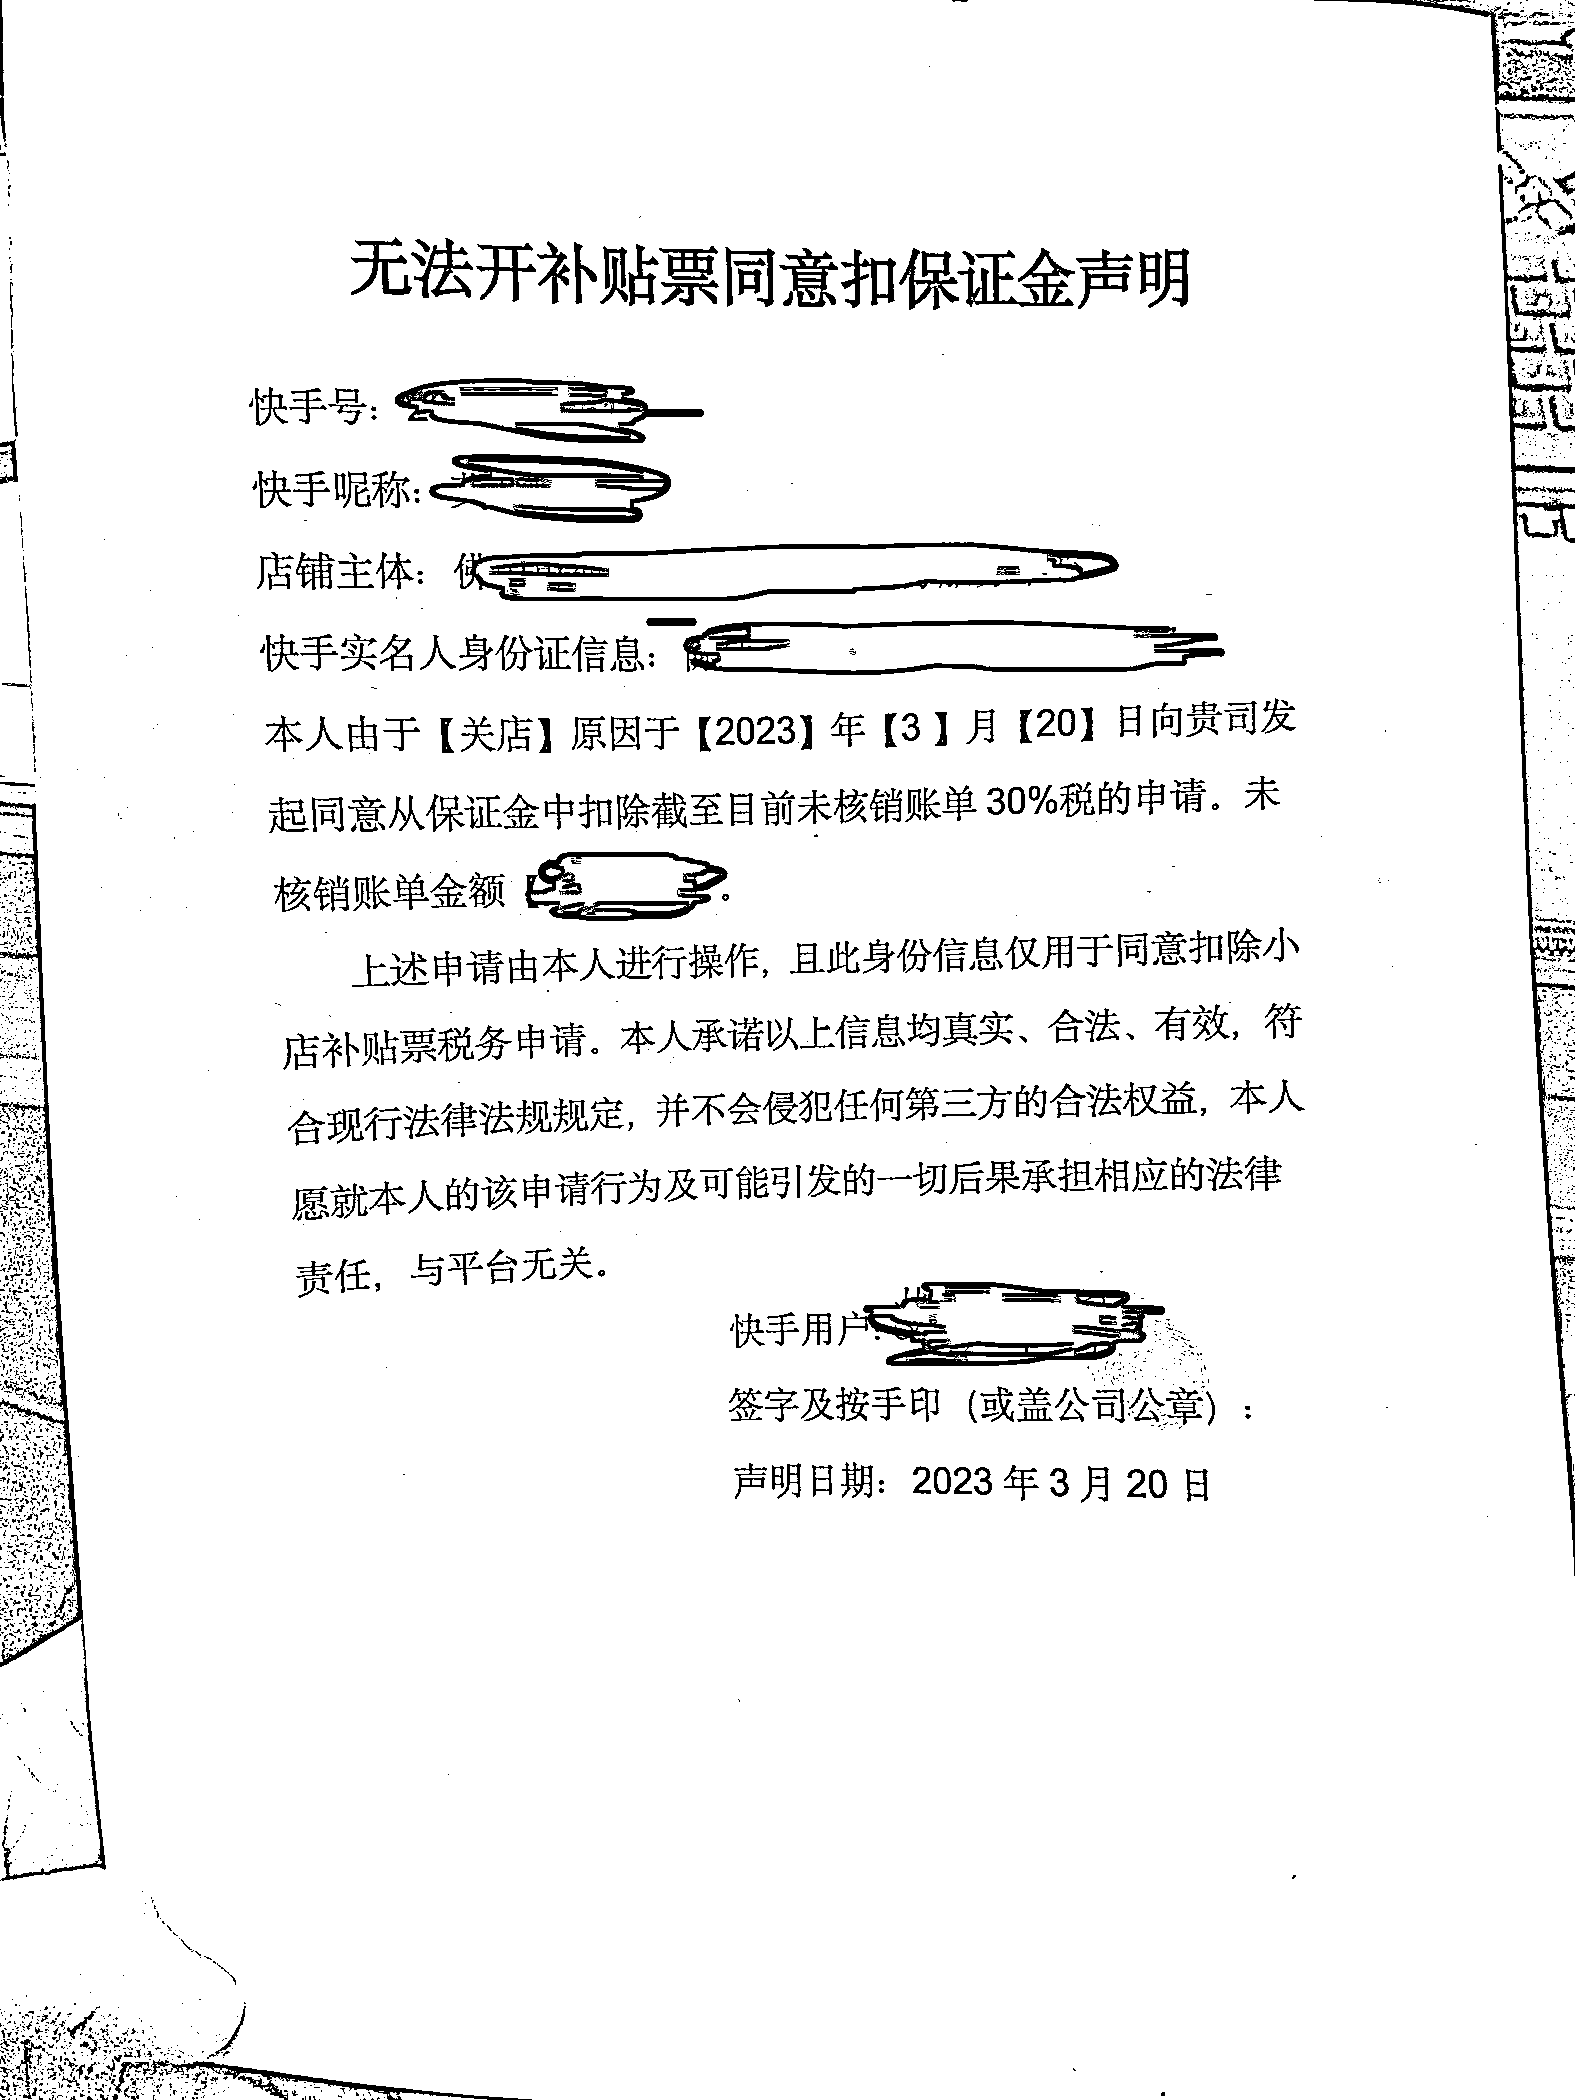 无法开补贴票同意扣保证金声明
快手号：
快手昵称：
店铺主体：佛
快手实名人身份证信息：
本人由于【关店】原因于【2023】年【3】月【20】日向贵司发
起同意从保证金中扣除截至目前未核销账单30%税的申请。未
核销账单金额【。
上述申请由本人进行操作，且此身份信息仅用于同意扣除小
店补贴票税务申请。本人承诺以上信息均真实、合法、有效，符
合现行法律法规规定，并不会侵犯任何第三方的合法权益，本人
愿就本人的该申请行为及可能引发的一切后果承担相应的法律
责任，与平台无关。
快手用户：
签字及按手印（或盖公司公章）：
声明日期：2023年3月20日